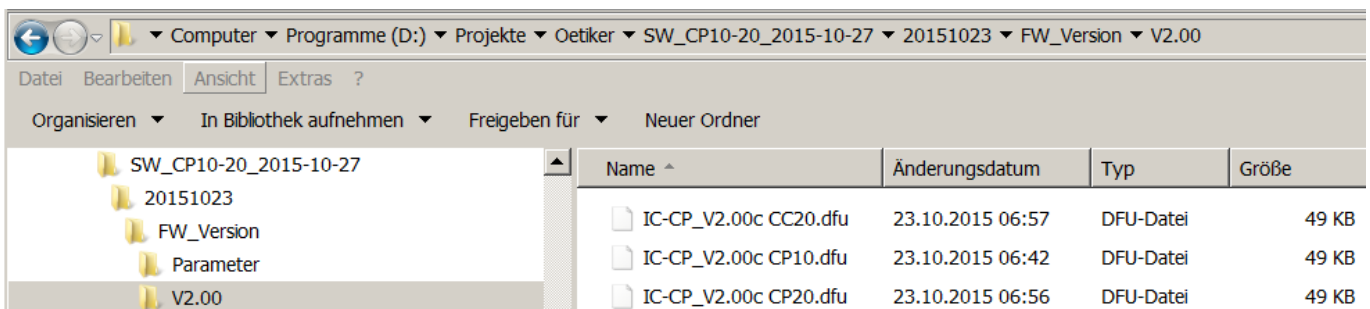 Computer Programme (D:) Projekte Oetiker SW_CP10-20_2015-10-27 20151023 FW_Version V2.00
Datei Bearbeiten Ansicht Extras ?
Organisieren In Bibliothek aufnehmen Freigeben für Neuer Ordner
SW_CP10-20_2015-10-27
20151023
FW_Version
Parameter
V2.00
Name Änderungsdatum Typ Größe
IC-CP_V2.00c CC20.dfu 23.10.2015 06:57 DFU-Datei 49 KB
IC-CP_V2.00c CP10.dfu 23.10.2015 06:42 DFU-Datei 49 KB
IC-CP_V2.00c CP20.dfu 23.10.2015 06:56 DFU-Datei 49 KB